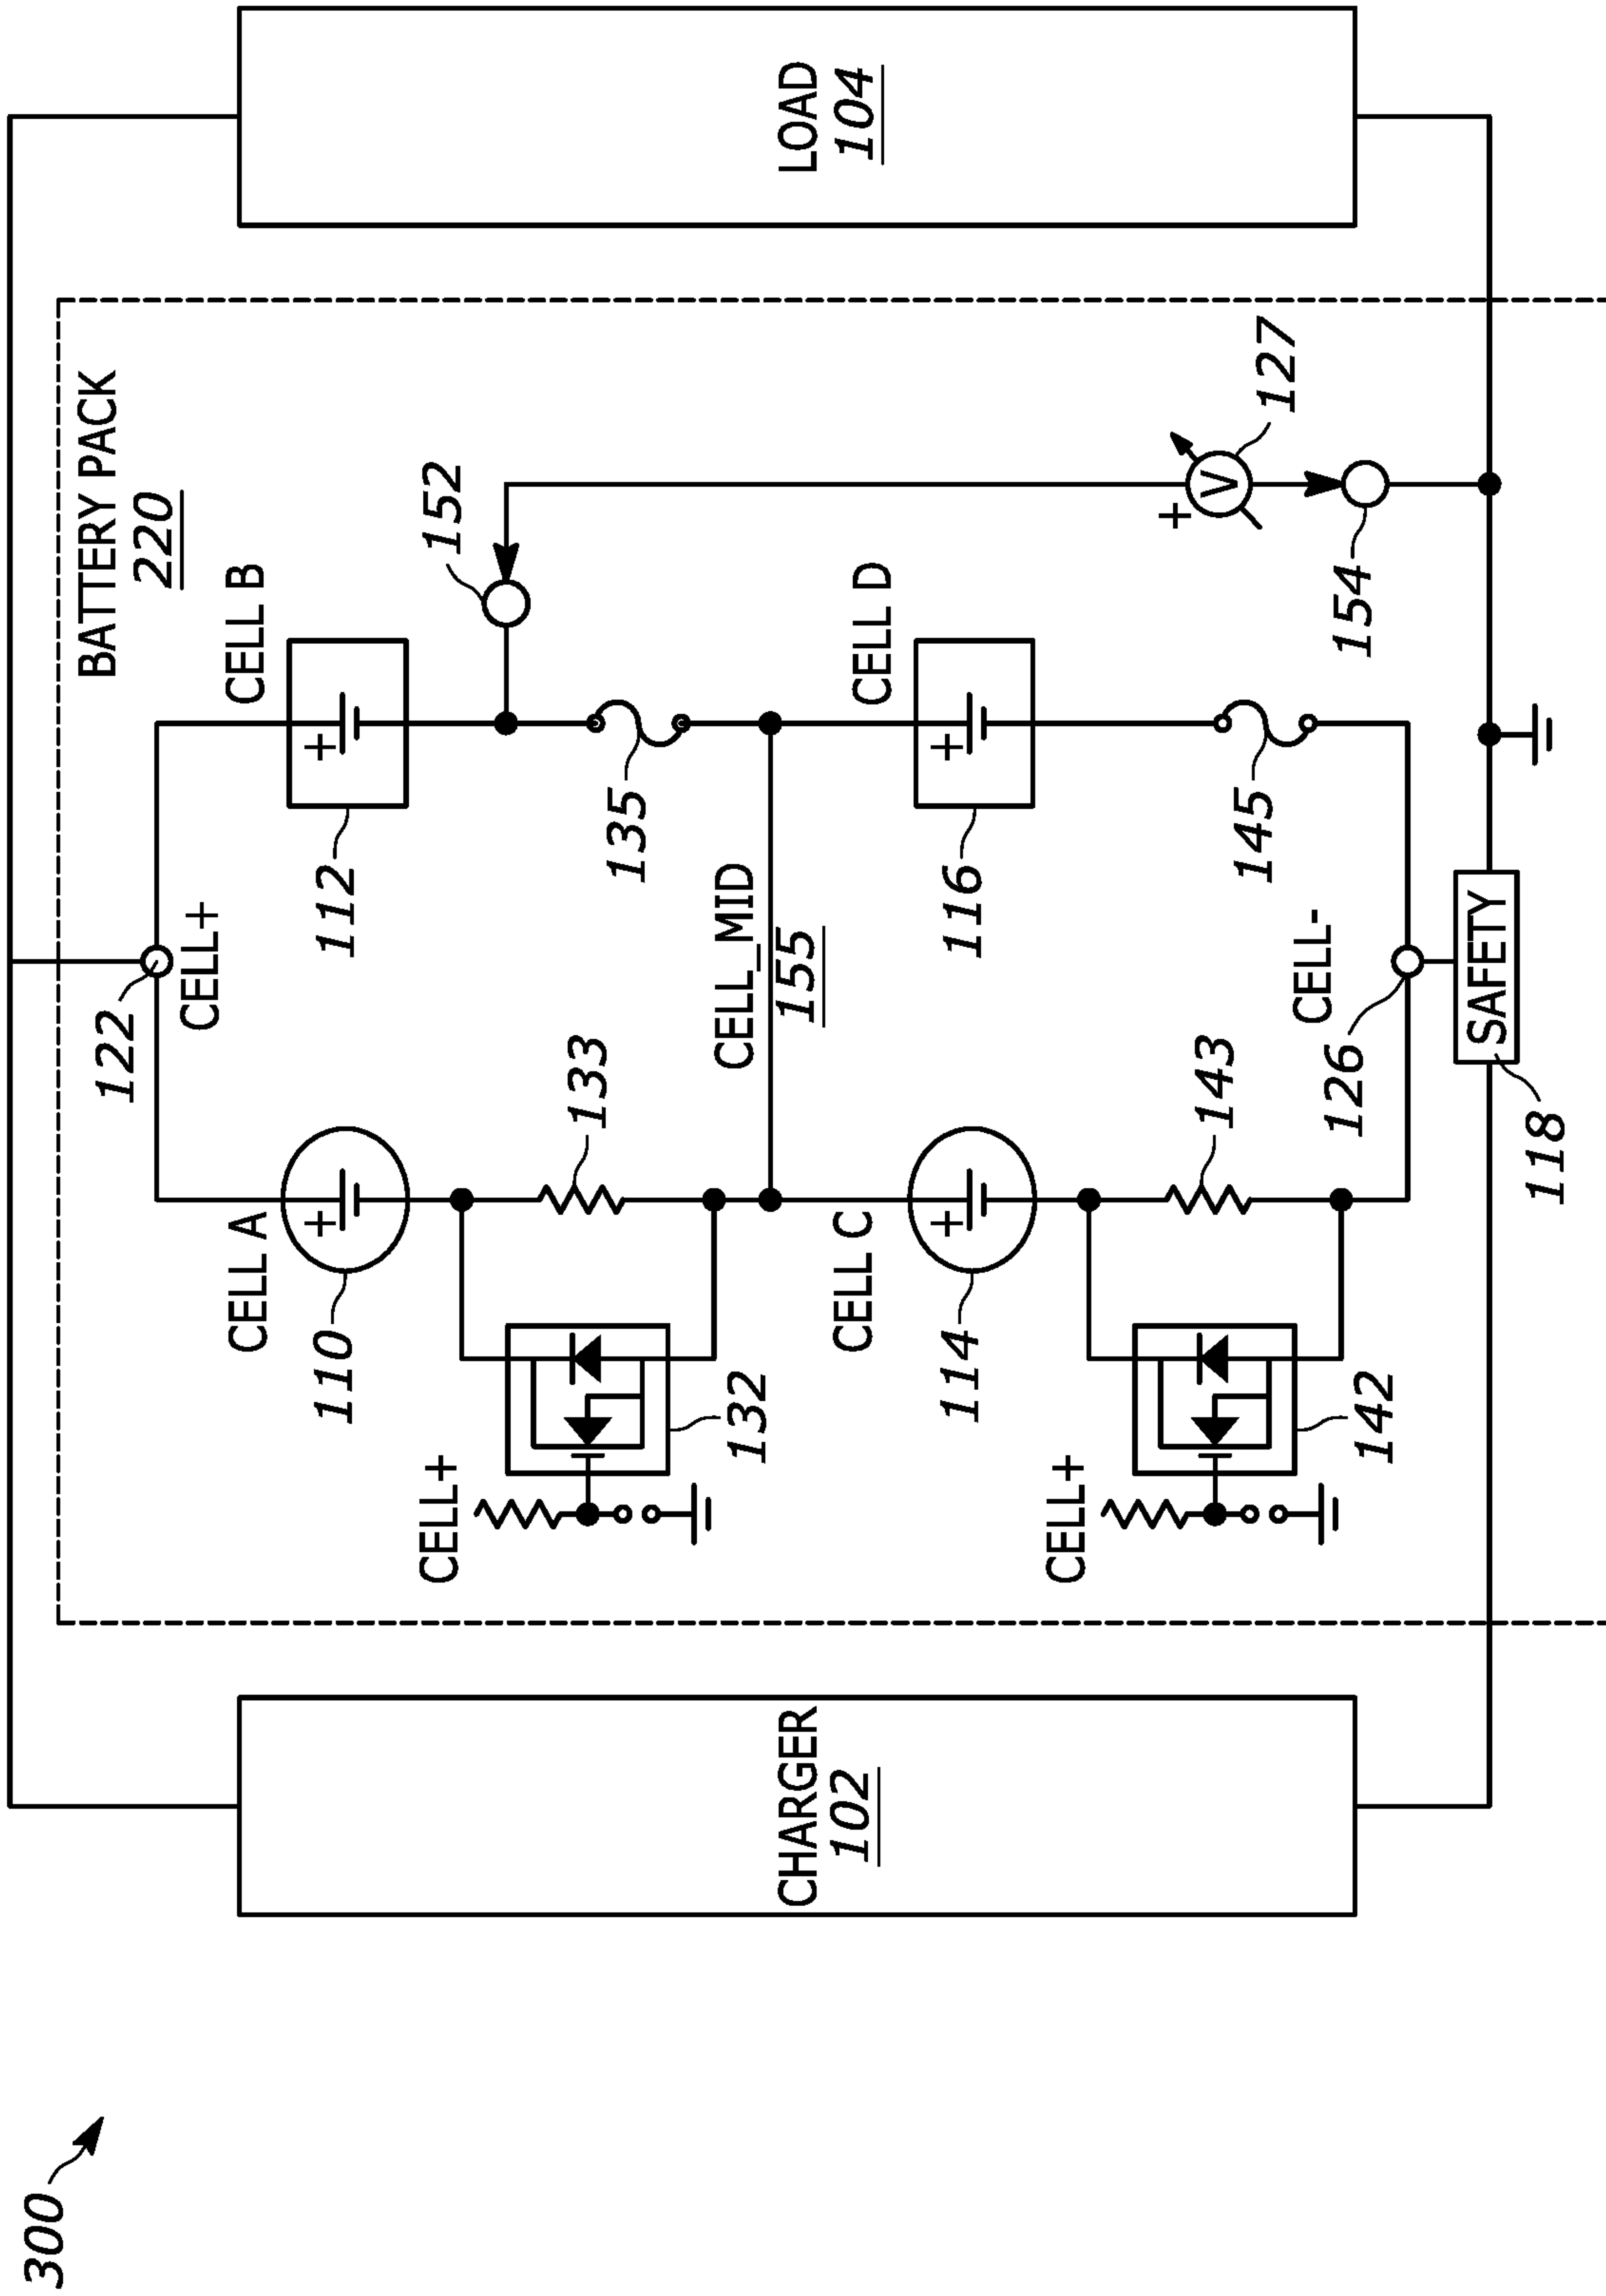 300
BATTERY PACK
220
CHARGER
102
LOAD
104
122
CELL+
CELL A
110
CELL B
112
+
+
152
135
133
CELL+
132
CELL_MID
155
CELL C
114
CELL D
116
+
+
143
145
CELL+
142
CELL-
126
SAFETY
118
+
V
127
154